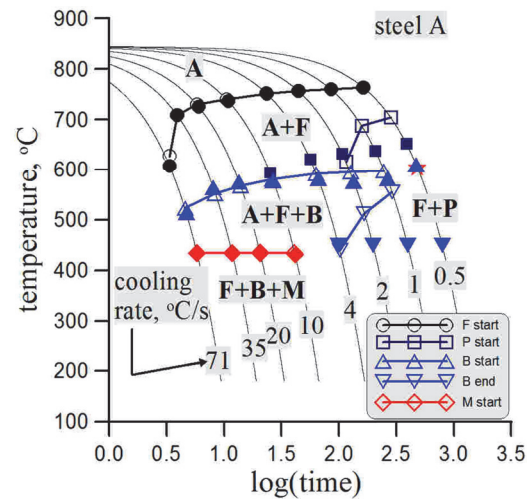 steel A
900
800
700
600
500
400
300
200
100
temperature, °C
A
A+F
A+F+B
F+P
F+B+M
cooling
rate, °C/s
71
35
20
10
4
2
1
0.5
F start
P start
B start
B end
M start
0.0 0.5 1.0 1.5 2.0 2.5 3.0 3.5
log(time)